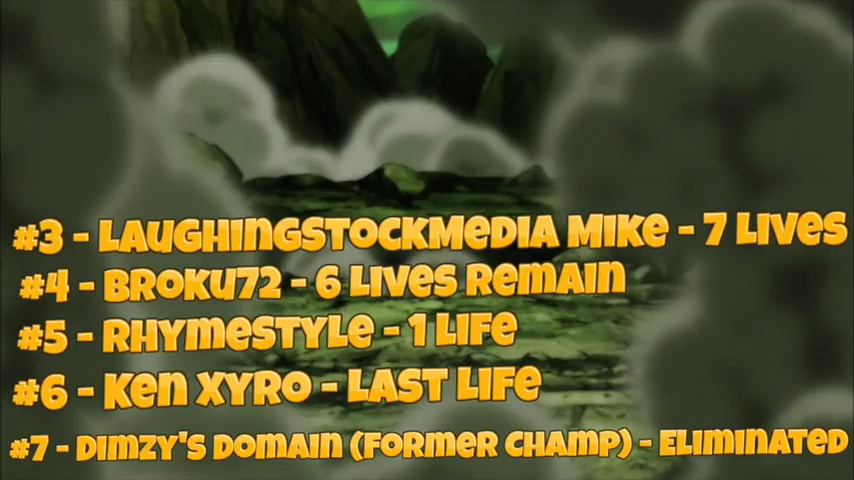 #3 - LAUGHINGSTOCKMEDIA MIKE - 7 LIVES
#4 - BROKU72 - 6 LIVES REMAIN
#5 - RHYMESTYLE - 1 LIFE
#6 - KEN XYRO - LAST LIFE
#7 - DIMZY'S DOMAIN (FORMER CHAMP) - ELIMINATED